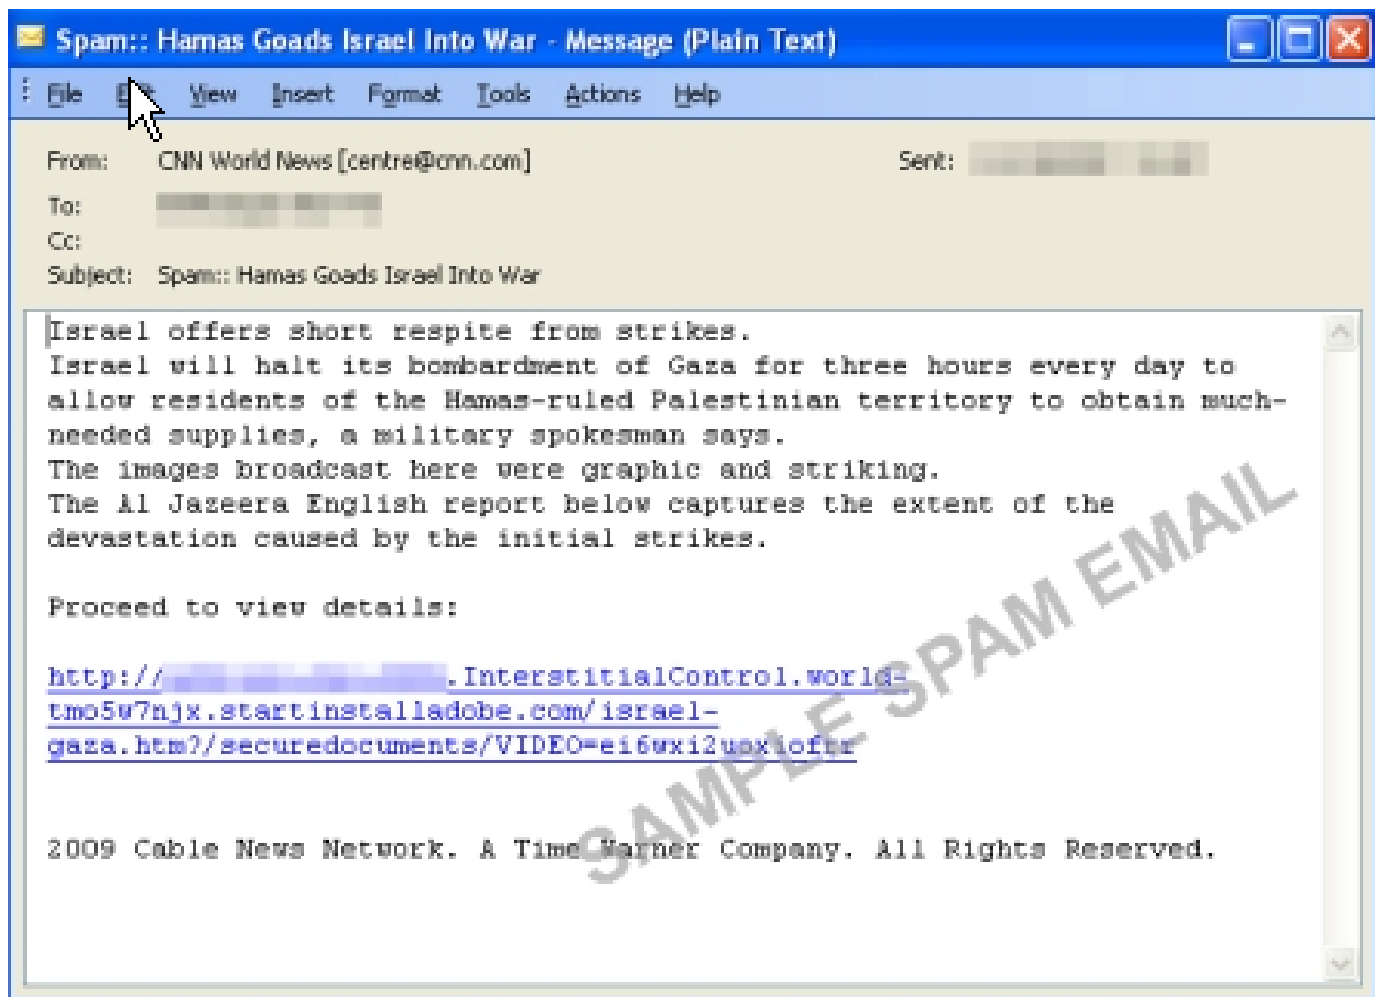 Spam:: Hamas Goads Israel Into War - Message (Plain Text)
File Edit View Insert Format Tools Actions Help
From: CNN World News [centre@cnn.com] Sent:
To:
Cc:
Subject: Spam:: Hamas Goads Israel Into War
Israel offers short respite from strikes.
Israel will halt its bombardment of Gaza for three hours every day to
allow residents of the Hamas-ruled Palestinian territory to obtain much-
needed supplies, a military spokesman says.
The images broadcast here were graphic and striking.
The Al Jazeera English report below captures the extent of the
devastation caused by the initial strikes.
Proceed to view details:
http:// .InterstitialControl.world-
tmo5w7njx.startinstalladobe.com/israel-
gaza.htm?/securedocuments/
2009 Cable News Network. A Time Warner Company. All Rights Reserved.
SAMPLE SPAM EMAIL